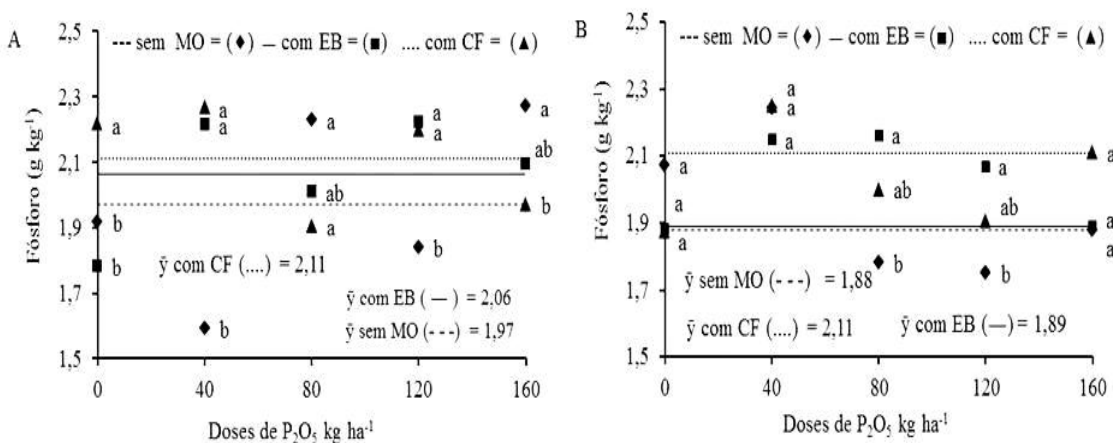 A
2,5
2,3
2,1
1,9
1,7
1,5
Fósforo (g kg-1)
--- sem MO = (♦) – com EB = (■) .... com CF = (▲)
a
a
a
a
a
a
a
ab
ab
b
a
b
b
b
b
ȳ com CF (....) = 2,11
ȳ com EB ( — ) = 2,06
ȳ sem MO (- - -) = 1,97
0 40 80 120 160
Doses de P₂O₅ kg ha-1
B
2,5
2,3
2,1
1,9
1,7
1,5
Fósforo (g kg-1)
--- sem MO = (♦) – com EB = (■) .... com CF = (▲)
a
a
a
a
a
a
a
a
ab
ab
a
a
a
b
b
ȳ sem MO (- - -) = 1,88
ȳ com CF (....) = 2,11
ȳ com EB (—) = 1,89
0 40 80 120 160
Doses de P₂O₅ kg ha-1